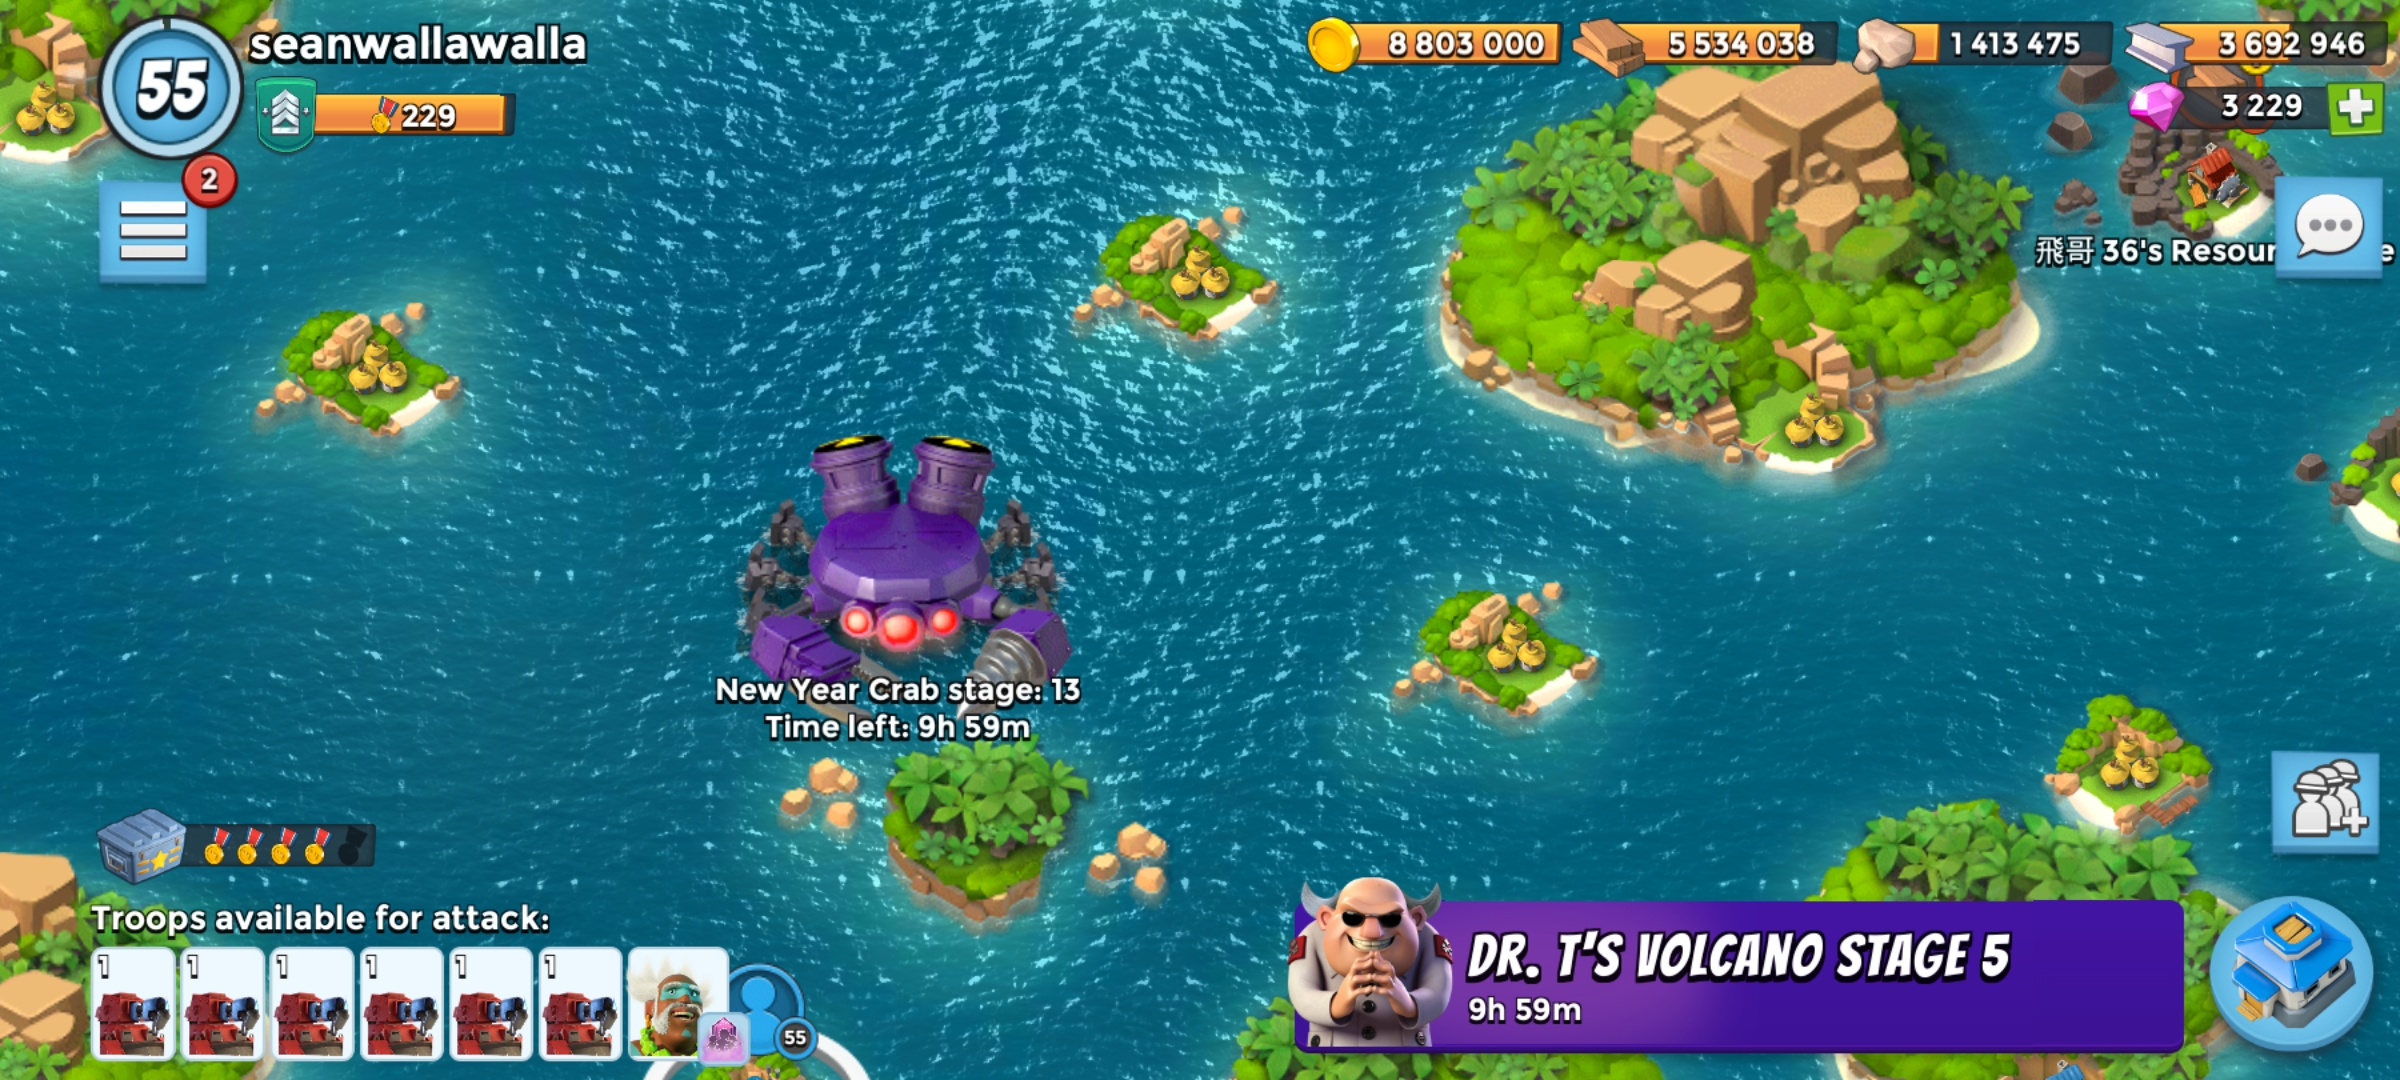 55
seanwallawalla
229
2
8 803 000
5 534 038
1 413 475
3 692 946
3 229
飛哥 36's Resour
e
New Year Crab stage: 13
Time left: 9h 59m
Troops available for attack:
1 1 1 1 1 1
55
DR. T'S VOLCANO STAGE 5
9h 59m